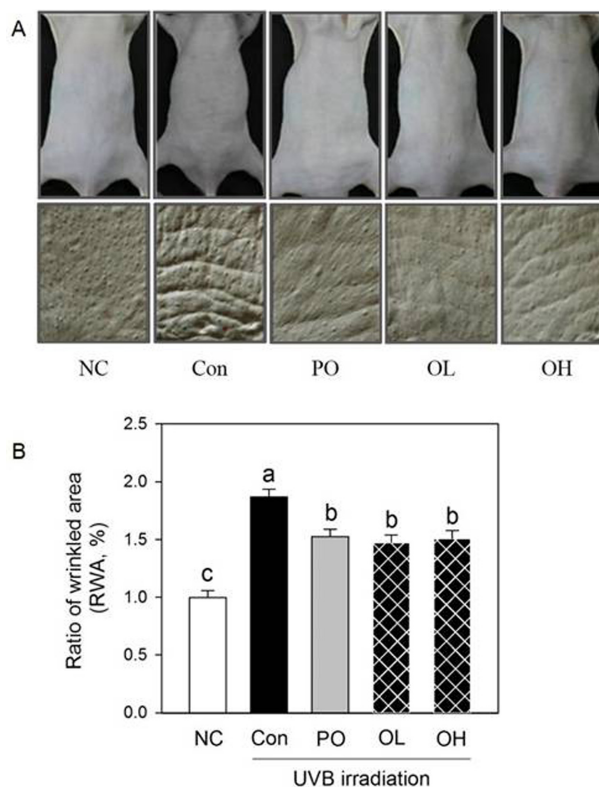 A
NC Con PO OL OH
B
Ratio of wrinkled area
(RWA, %)
2.5
2.0
1.5
1.0
0.5
0.0
c
a
b
b
b
NC Con PO OL OH
UVB irradiation